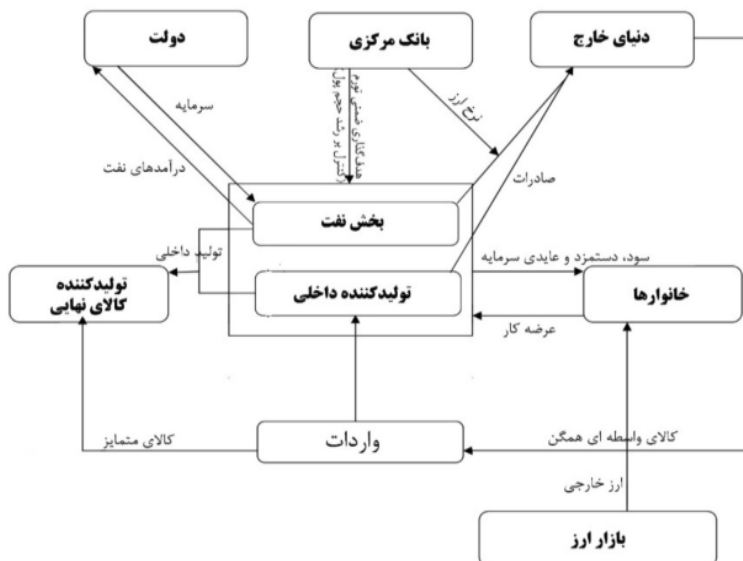 دنیای خارج
بانک مرکزی
دولت
سرمایه
درآمدهای نفت
هدف‌گذاری ضمنی تورم
(کنترل بر رشد حجم پول)
نرخ ارز
صادرات
بخش نفت
تولید داخلی
تولیدکننده داخلی
تولیدکننده
کالای نهایی
سود، دستمزد و عایدی سرمایه
خانوارها
عرضه کار
کالای واسطه ای همگن
واردات
کالای متمایز
ارز خارجی
بازار ارز